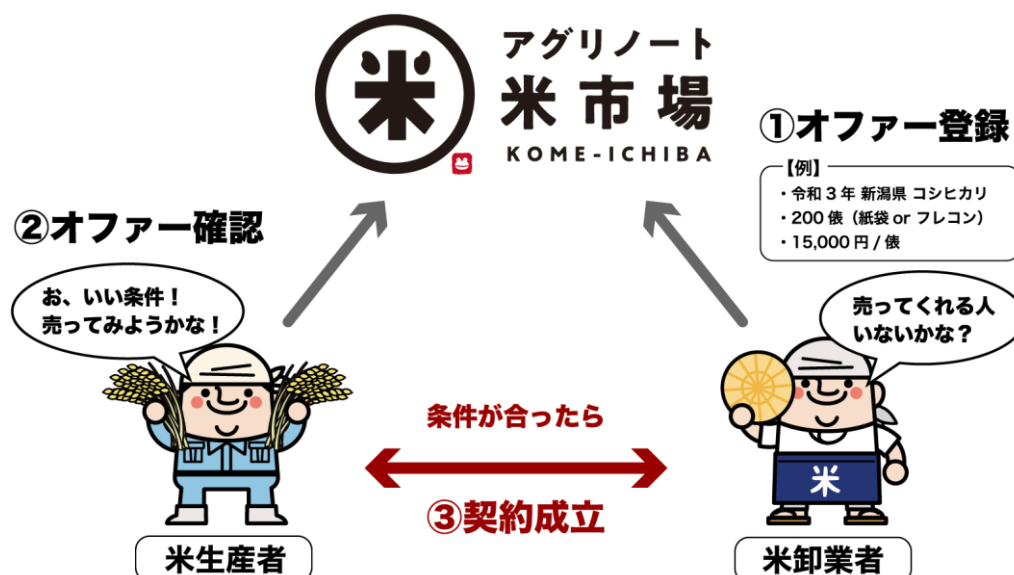 米
アグリノート
米市場
KOME-ICHIBA
①オファー登録
【例】
・令和3年 新潟県 コシヒカリ
・200俵（紙袋 or フレコン）
・15,000円/俵
②オファー確認
お、いい条件！
売ってみようかな！
売ってくれる人
いないかな？
条件が合ったら
③契約成立
米
米生産者
米卸業者